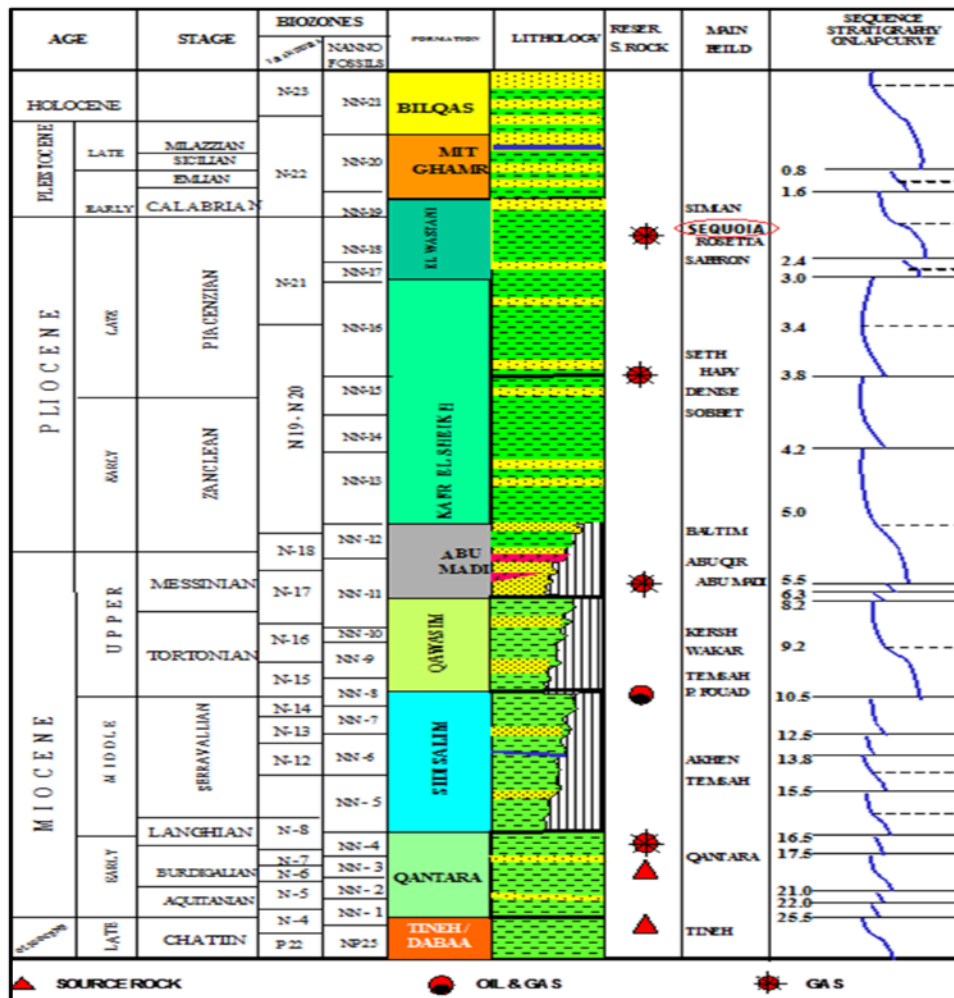 AGE
STAGE
BIOZONES
NANNO
FOSSILS
FORMATION
LITHOLOGY
RESER.
S. ROCK
MAIN
SEQUENCE
STRATIGRAPHY
ONLAP CURVE
HOLOCENE
PLEISTOCENE
LATE
EARLY
MILAZZIAN
SICILIAN
EMLIAN
CALABRIAN
PLIOCENE
LATE
EARLY
PIACENZIAN
ZANCLEAN
MIOCENE
UPPER
MIDDLE
EARLY
MESSINIAN
TORTONIAN
SERRAVALLIAN
LANGHIAN
BURDIGALIAN
AQUITANIAN
LATE
CHATTIN
N-23
N-22
N-21
N19-N20
N-18
N-17
N-16
N-15
N-14
N-13
N-12
N-8
N-7
N-6
N-5
N-4
P.22
NN-21
NN-20
NN-19
NN-18
NN-17
NN-16
NN-15
NN-14
NN-13
NN-12
NN-11
NN-10
NN-9
NN-8
NN-7
NN-6
NN-5
NN-4
NN-3
NN-2
NN-1
NP25
BILQAS
MIT
GHAMR
EL WASTANI
KAFR EL SHEIKH
ABU
MADI
QAWASIM
SIDI SALIM
QANTARA
TINEH /
DABAA
SIMIAN
SEQUOIA
ROSETTA
SAFFRON
SETH
HAPY
DENISE
SOBBET
BALTIM
ABU QIR
ABU MADI
KERSH
WAKAR
TEMSAH
P. FOUAD
AKHEN
TEMSAH
QANTARA
TINEH
0.8
1.6
2.4
3.0
3.4
3.8
4.2
5.0
5.5
6.3
8.2
9.2
10.5
12.5
13.8
15.5
16.5
17.5
21.0
22.0
25.5
SOURCE ROCK
OIL & GAS
GAS